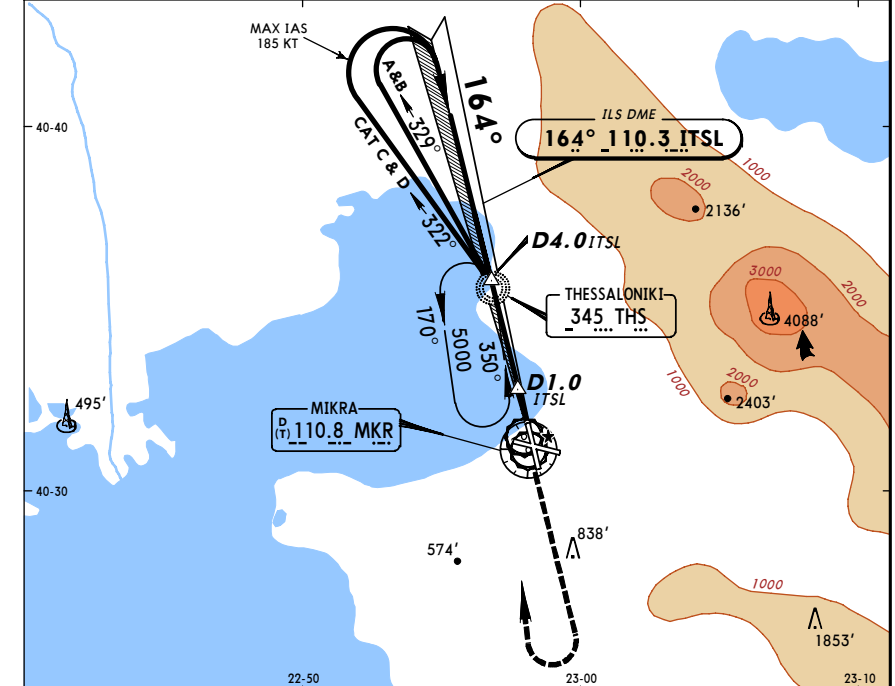 MAX IAS
185 KT
A&B
329°
CAT C & D
322°
164°
ILS DME
164° 110.3 ITSL
1000
2000
2136'
40-40
D4.0 ITSL
THESSALONIKI
345 THS
3000
2000
4088'
170°
5000
350°
D1.0
ITSL
1000
2000
2403'
495'
MIKRA
D
(T) 110.8 MKR
40-30
574'
838'
1000
1853'
22-50
23-00
23-10